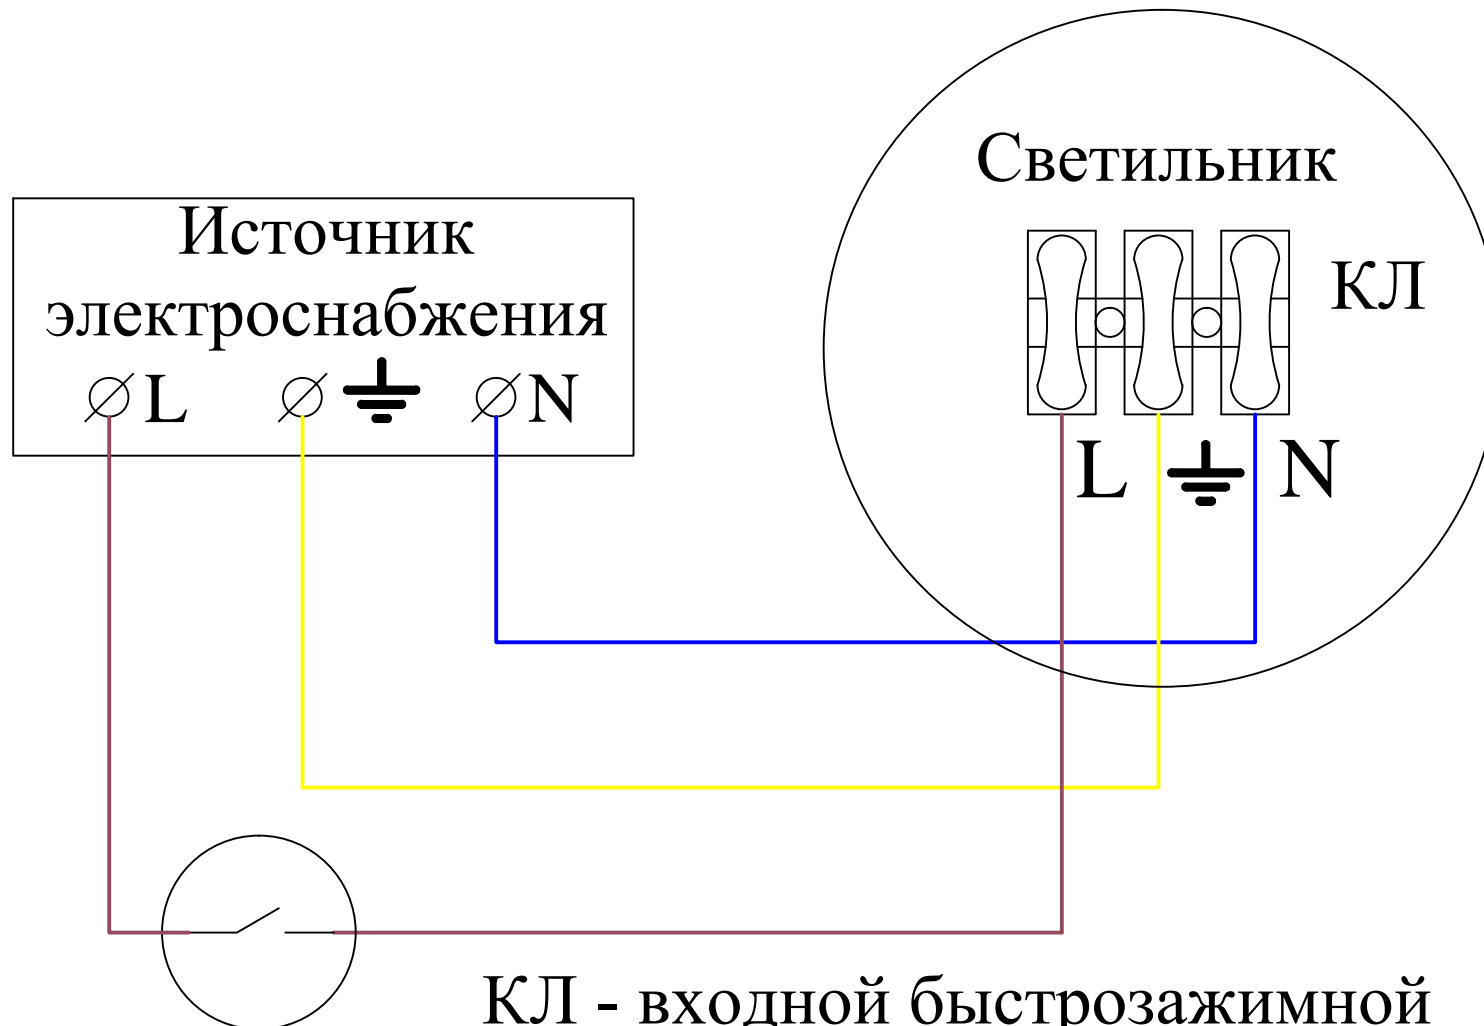 Светильник
Источник
электроснабжения
КЛ
L
N
L
N
КЛ - входной быстрозажимной